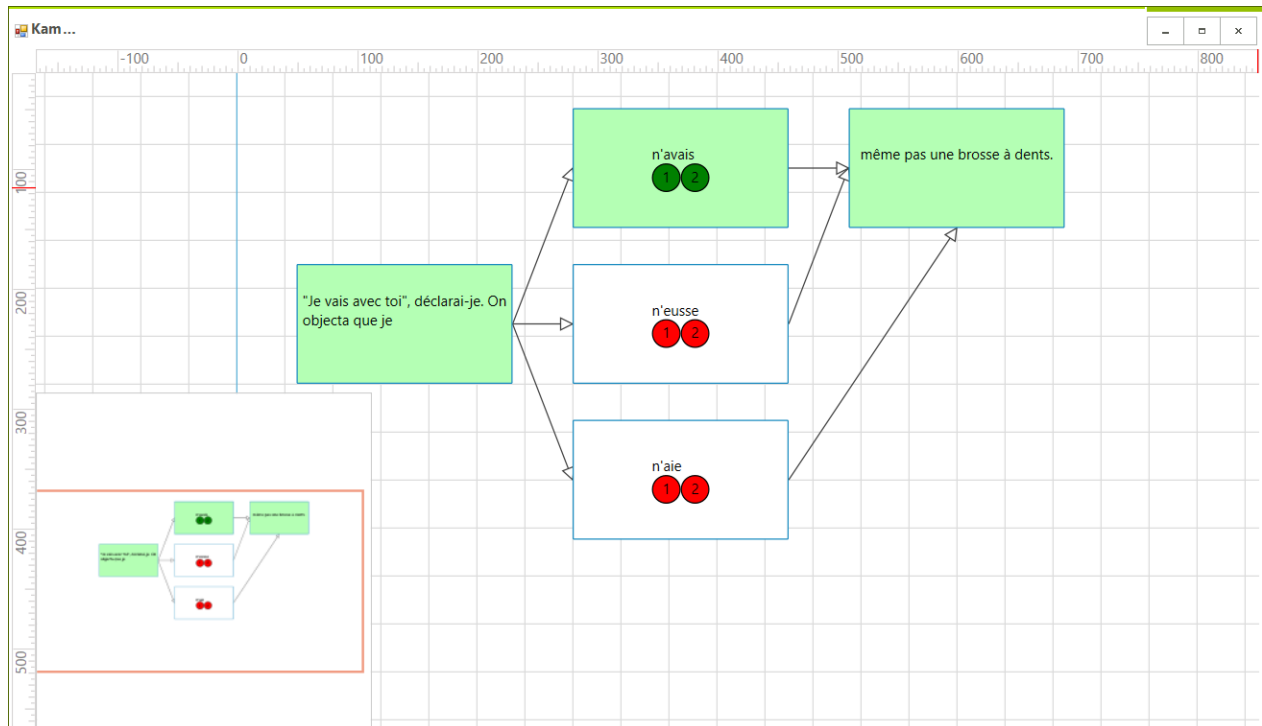 Kam...
-100 0 100 200 300 400 500 600 700 800
100
200
300
400
500
n'avais
1 2
même pas une brosse à dents.
"Je vais avec toi", déclarai-je. On
objecta que je
n'eusse
1 2
n'aie
1 2